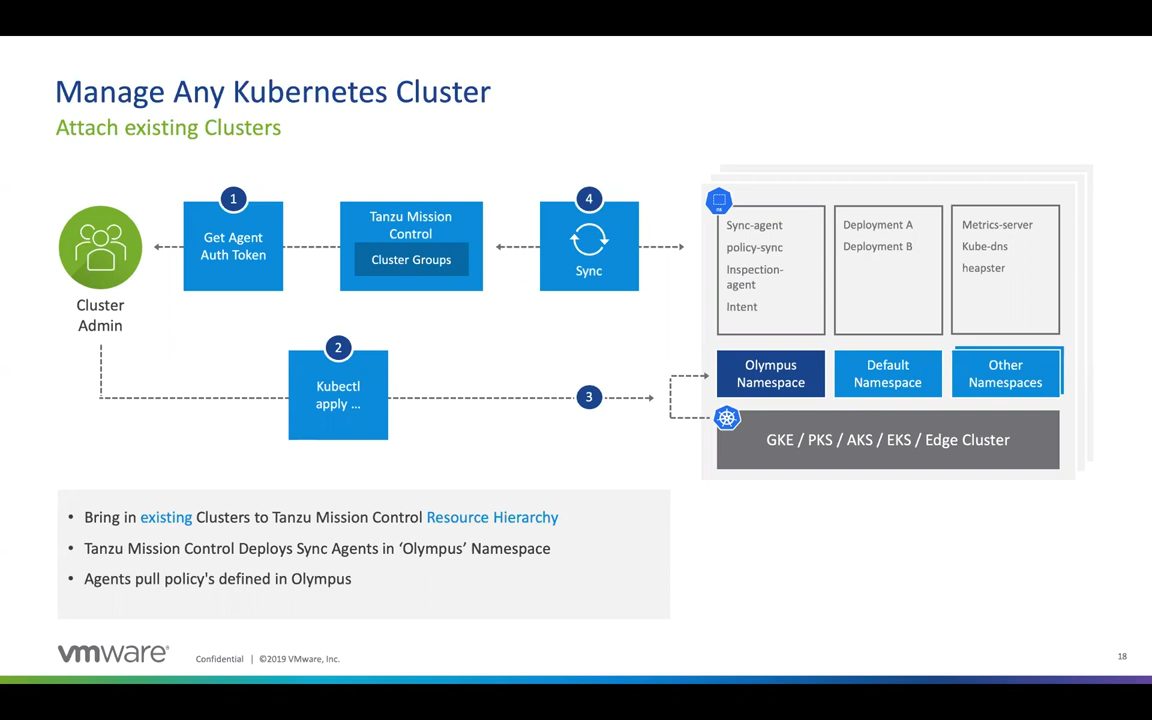 Manage Any Kubernetes Cluster
Attach existing Clusters
1
Get Agent
Auth Token
Tanzu Mission
Control
Cluster Groups
4
Sync
Cluster
Admin
2
Kubectl
apply ...
3
Sync-agent
policy-sync
Inspection-
agent
Intent
Deployment A
Deployment B
Metrics-server
Kube-dns
heapster
Olympus
Namespace
Default
Namespace
Other
Namespaces
GKE / PKS / AKS / EKS / Edge Cluster
• Bring in existing Clusters to Tanzu Mission Control Resource Hierarchy
• Tanzu Mission Control Deploys Sync Agents in ‘Olympus’ Namespace
• Agents pull policy's defined in Olympus
vmware®
Confidential | ©2019 VMware, Inc.
18